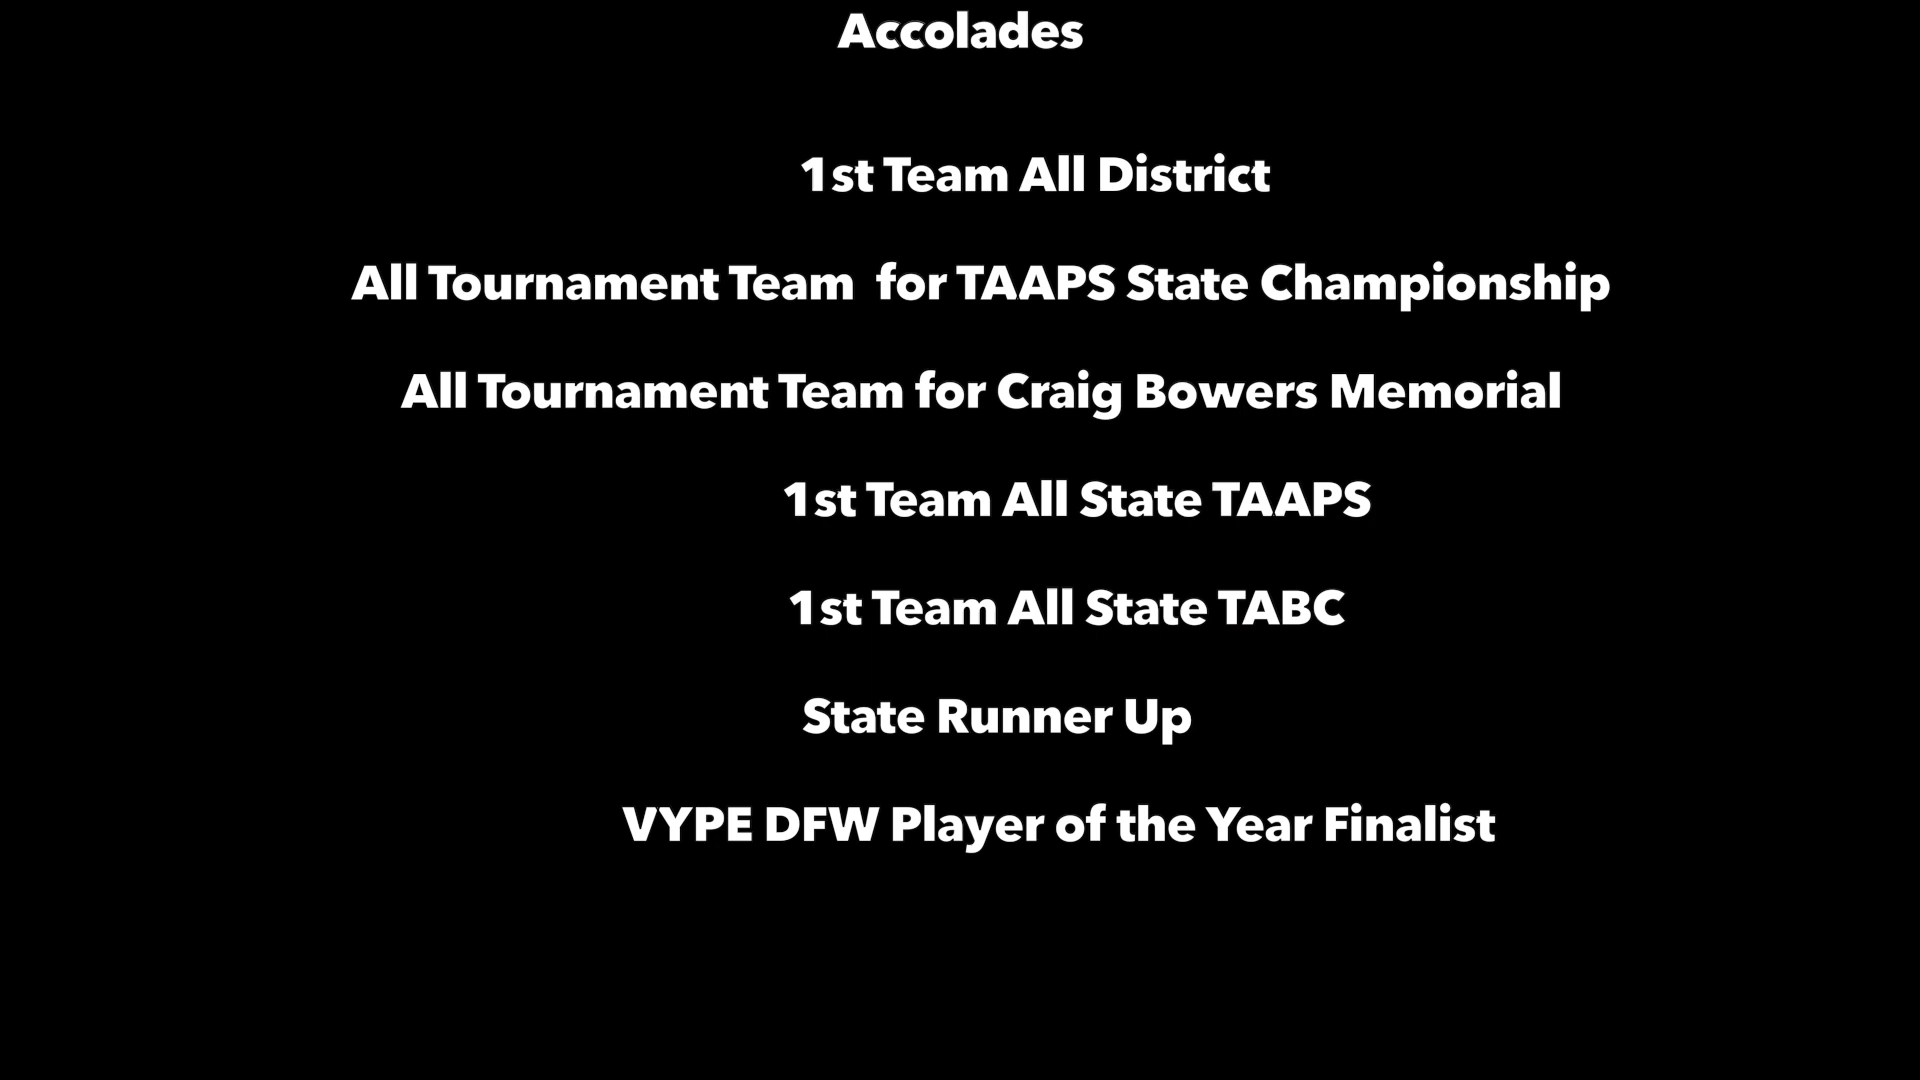 Accolades
1st Team All District
All Tournament Team  for TAAPS State Championship
All Tournament Team for Craig Bowers Memorial
1st Team All State TAAPS
1st Team All State TABC
State Runner Up
VYPE DFW Player of the Year Finalist